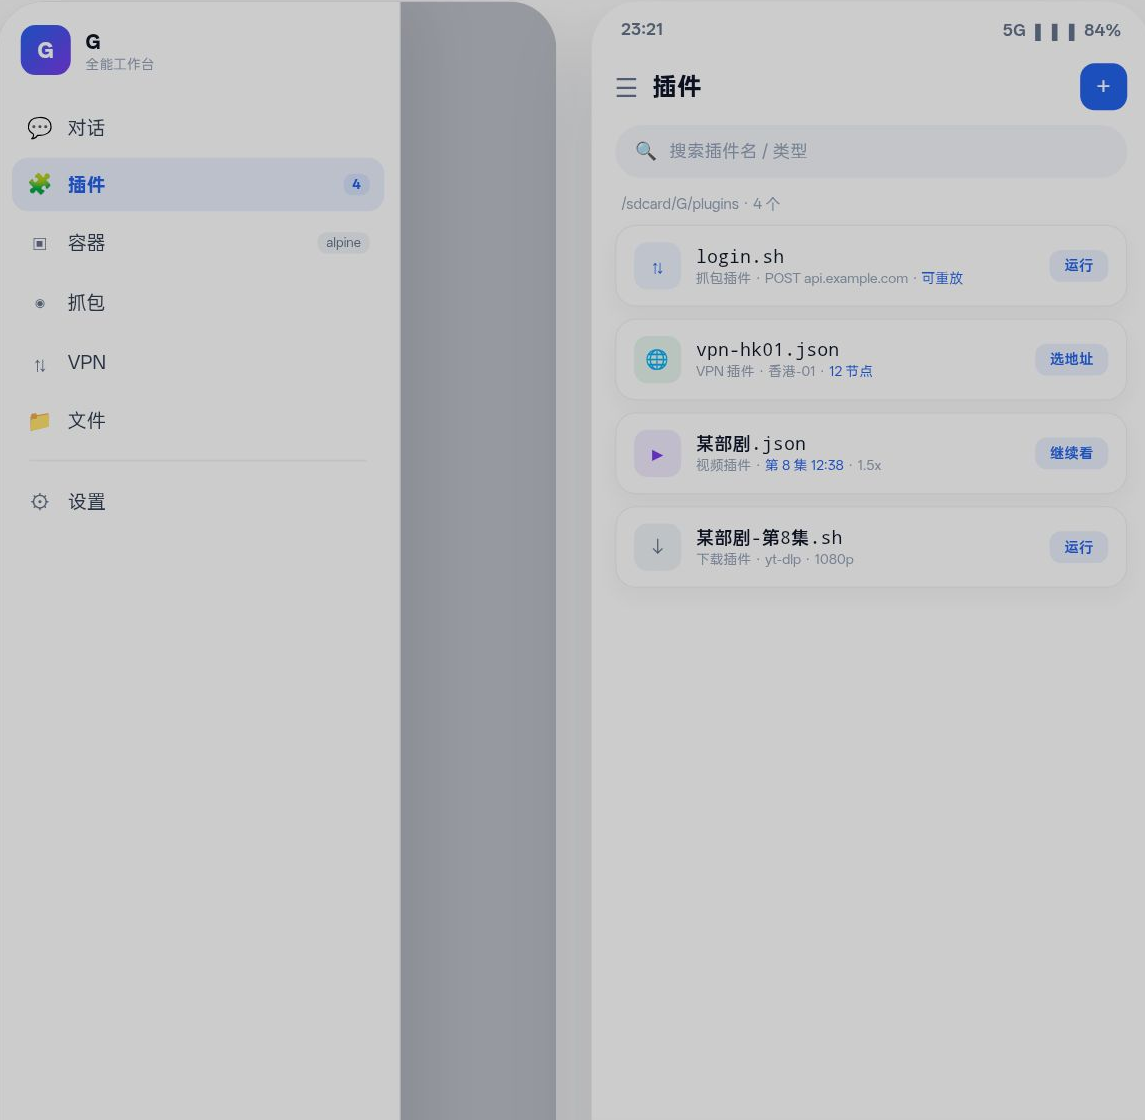 G
G
全能工作台
对话
插件
4
容器
alpine
抓包
VPN
文件
设置
23:21
5G 84%
插件
+
搜索插件名 / 类型
/sdcard/G/plugins · 4 个
login.sh
抓包插件 · POST api.example.com · 可重放
运行
vpn-hk01.json
VPN 插件 · 香港-01 · 12 节点
选地址
某部剧.json
视频插件 · 第 8 集 12:38 · 1.5x
继续看
某部剧-第8集.sh
下载插件 · yt-dlp · 1080p
运行